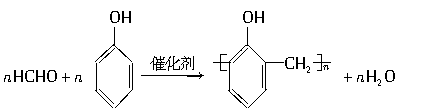 OH OH
nHCHO + n 催化剂 [ CH₂ ]n + nH₂O